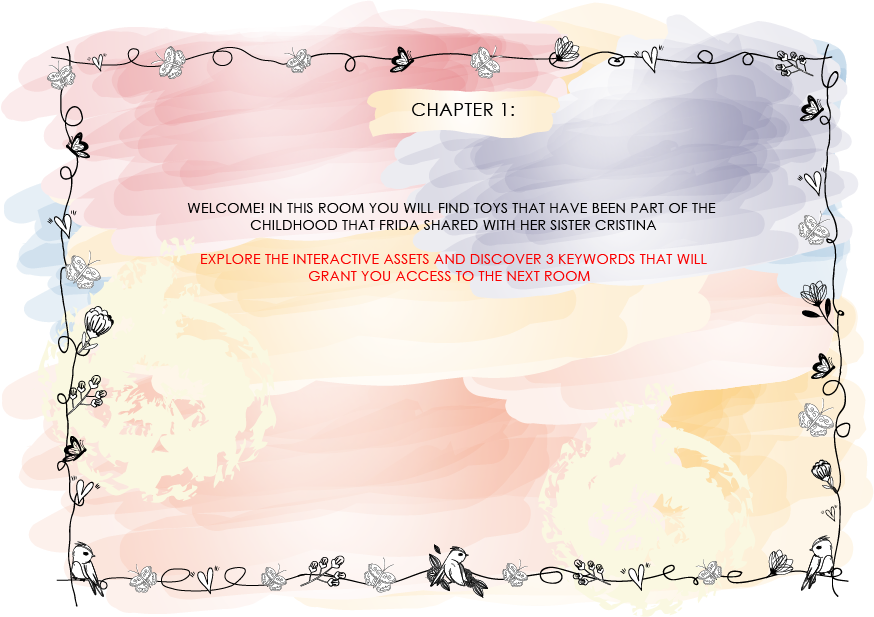 CHAPTER 1:
WELCOME! IN THIS ROOM YOU WILL FIND TOYS THAT HAVE BEEN PART OF THE
CHILDHOOD THAT FRIDA SHARED WITH HER SISTER CRISTINA
EXPLORE THE INTERACTIVE ASSETS AND DISCOVER 3 KEYWORDS THAT WILL
GRANT YOU ACCESS TO THE NEXT ROOM